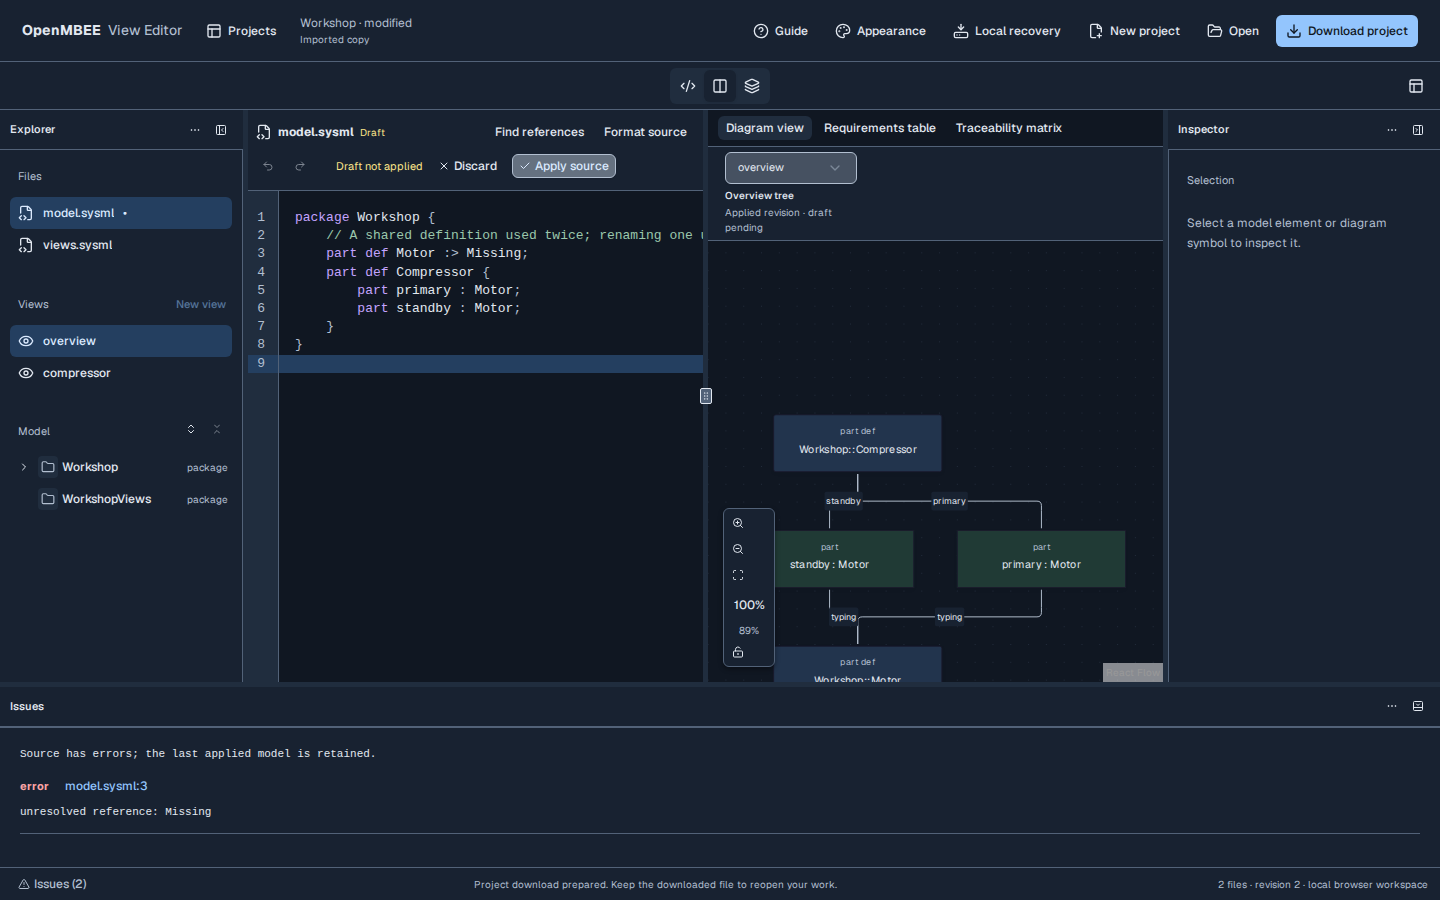 OpenMBEE View Editor
Projects
Workshop · modified
Imported copy
Guide
Appearance
Local recovery
New project
Open
Download project
Explorer
Files
model.sysml •
views.sysml
Views
New view
overview
compressor
Model
Workshop
package
WorkshopViews
package
model.sysml Draft
Find references
Format source
Draft not applied
Discard
Apply source
1 package Workshop {
2 // A shared definition used twice; renaming one
3 part def Motor :> Missing;
4 part def Compressor {
5 part primary : Motor;
6 part standby : Motor;
7 }
8 }
9
Diagram view
Requirements table
Traceability matrix
overview
Overview tree
Applied revision · draft
pending
part def
Workshop::Compressor
standby
primary
part
standby : Motor
part
primary : Motor
typing
typing
part def
Workshop::Motor
100%
89%
Inspector
Selection
Select a model element or diagram
symbol to inspect it.
Issues
Source has errors; the last applied model is retained.
error model.sysml:3
unresolved reference: Missing
Issues (2)
Project download prepared. Keep the downloaded file to reopen your work.
2 files · revision 2 · local browser workspace